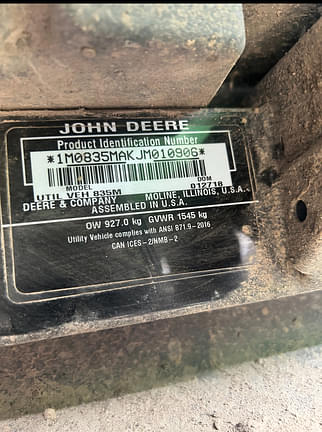 JOHN DEERE
Product Identification Number
*1M0835MAKJM010906*
MODEL DOM
UTIL VEH 835M 012718
DEERE & COMPANY MOLINE, ILLINOIS, U.S.A.
ASSEMBLED IN U.S.A.
OW 927.0 kg GVWR 1545 kg
Utility Vehicle complies with ANSI B71.9-2016
CAN ICES-2/NMB-2